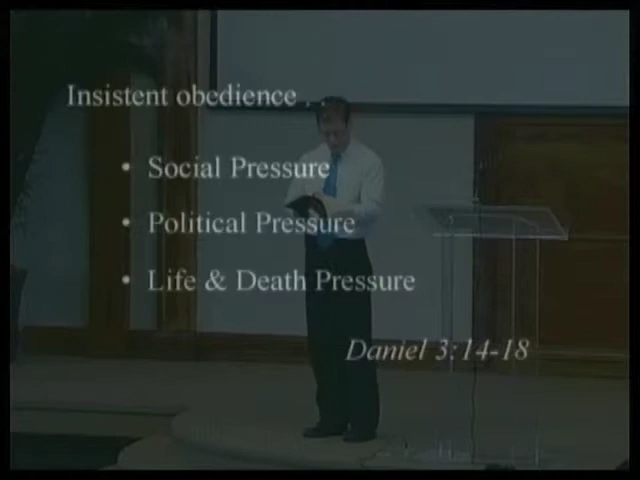 Insistent obedience . .
• Social Pressure
• Political Pressure
• Life & Death Pressure
Daniel 3:14-18